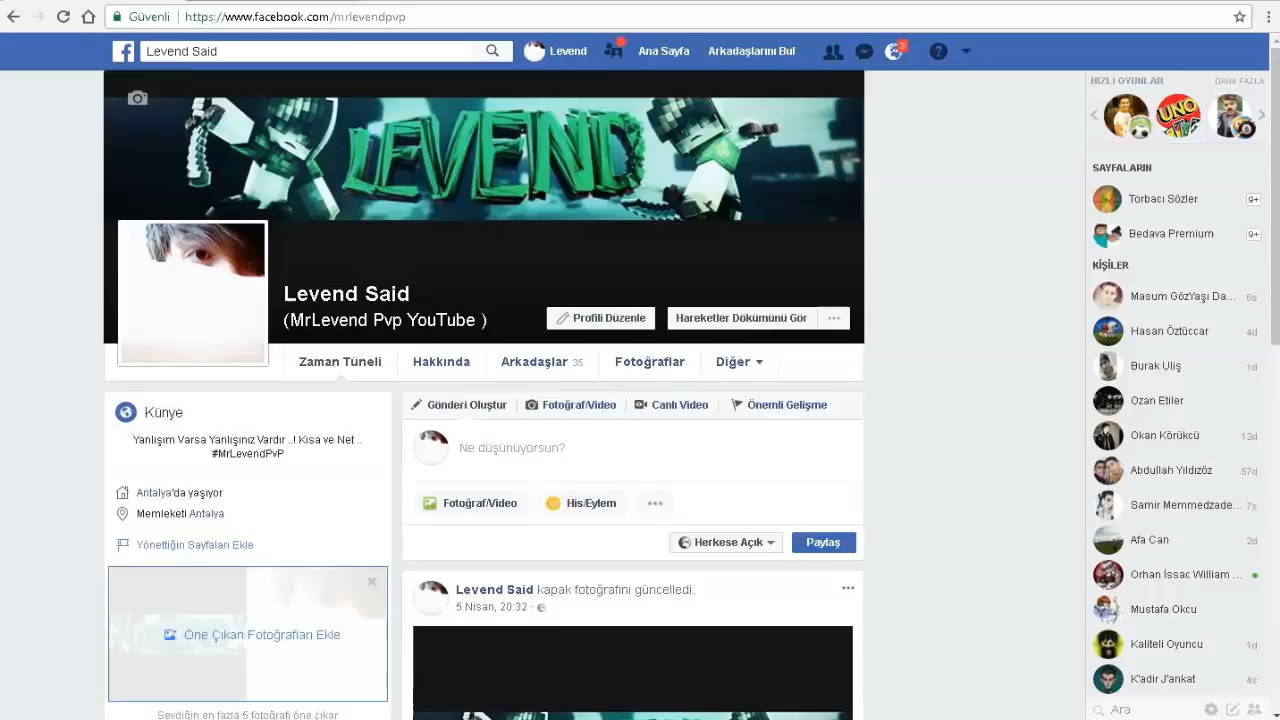 Güvenli https://www.facebook.com/mrlevendpvp
Levend Said
Levend
Ana Sayfa
Arkadaşlarını Bul
3
HIZLI OYUNLAR
DAHA FAZLA
UNO
LEVEND
Levend Said
(MrLevend Pvp YouTube )
Profili Düzenle
Hareketler Dökümünü Gör
Zaman Tüneli
Hakkında
Arkadaşlar 35
Fotoğraflar
Diğer
Künye
Yanlışım Varsa Yanlışınız Vardır ..! Kısa ve Net ..
#MrLevendPvP
Antalya'da yaşıyor
Memleketi Antalya
Yönettiğin Sayfaları Ekle
Öne Çıkan Fotoğrafları Ekle
Sevdiğin en fazla 5 fotoğrafı öne çıkar
Gönderi Oluştur
Fotoğraf/Video
Canlı Video
Önemli Gelişme
Ne düşünüyorsun?
Fotoğraf/Video
His/Eylem
Herkese Açık
Paylaş
Levend Said kapak fotoğrafını güncelledi.
5 Nisan, 20:32 ·
SAYFALARIN
Torbacı Sözler 9+
Bedava Premium 9+
KİŞİLER
Masum GözYaşı Da... 6s
Hasan Öztüccar 4d
Burak Uliş 1d
Ozan Etiler
Okan Körükcü 13d
Abdullah Yıldızöz 57d
Samir Memmedzade... 7s
Afa Can 2d
Orhan İssac William ...
Mustafa Okcu
Kaliteli Oyuncu 1d
K'adir J'ankat 4s
Ara